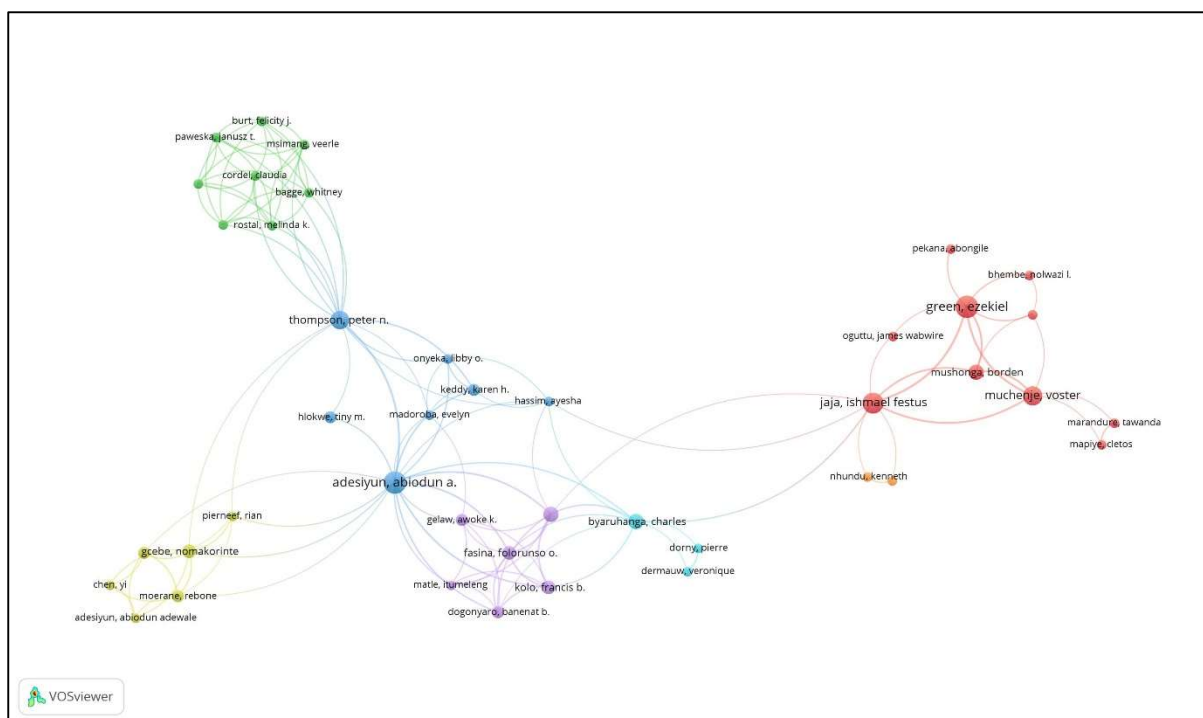 burt, felicity j.
paweska, janusz t.
msimang, veerle
cordel, claudia
bagge, whitney
rostal, melinda k.
pekana, abongile
bhembe, nolwazi l.
green, ezekiel
thompson, peter n.
oguttu, james wabwire
onyeka, libby o.
mushonga, borden
keddy, karen h.
muchenje, voster
hassim, ayesha
jaja, ishmael festus
hlokwe, tiny m.
madoroba, evelyn
marandure, tawanda
mapiye, cletos
nhundu, kenneth
adesiyun, abiodun a.
pierneef, rian
gelaw, awoke k.
byaruhanga, charles
gcebe, nomakorinte
fasina, folorunso o.
dorny, pierre
dermauw, veronique
chen, yi
matle, itumeleng
kolo, francis b.
moerane, rebone
dogonyaro, banenat b.
adesiyun, abiodun adewale
VOSviewer